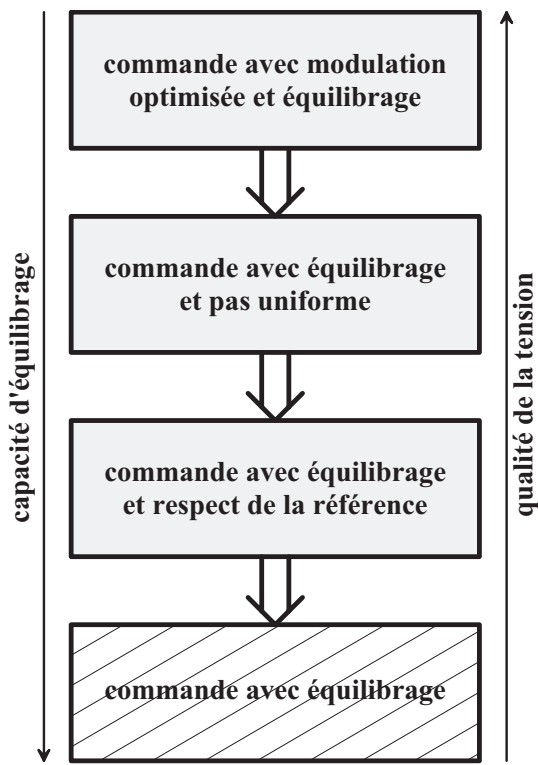 commande avec modulation
optimisée et équilibrage
commande avec équilibrage
et pas uniforme
commande avec équilibrage
et respect de la référence
commande avec équilibrage
capacité d'équilibrage
qualité de la tension